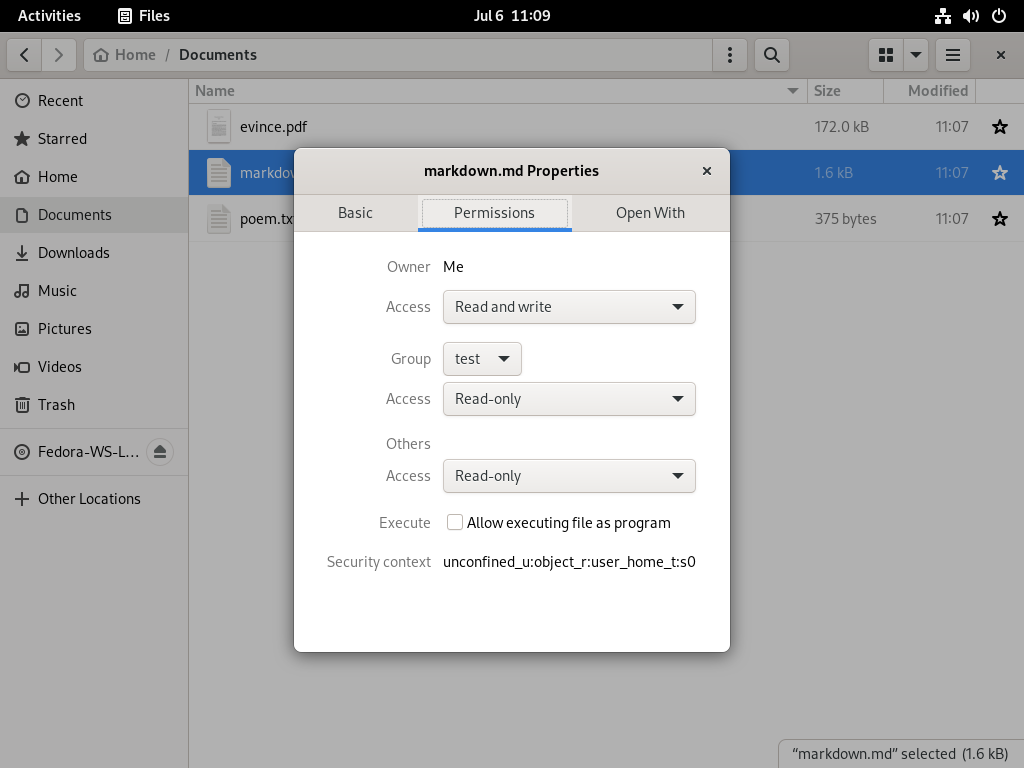 Activities Files Jul 6 11:09
Home / Documents
Name Size Modified
Recent
evince.pdf 172.0 kB 11:07
Starred
markdown.md Properties
Home
markdow 1.6 kB 11:07
Basic Permissions Open With
Documents
poem.tx 375 bytes 11:07
Downloads
Owner Me
Music
Access Read and write
Pictures
Group test
Videos
Access Read-only
Trash
Others
Fedora-WS-L...
Access Read-only
Other Locations
Execute Allow executing file as program
Security context unconfined_u:object_r:user_home_t:s0
“markdown.md” selected (1.6 kB)